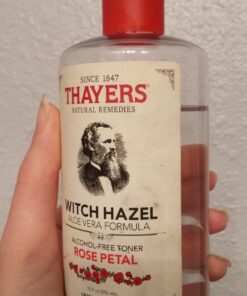 SINCE 1847
THAYERS®
NATURAL REMEDIES
WITCH HAZEL
ALOE VERA FORMULA
ALCOHOL-FREE TONER
ROSE PETAL